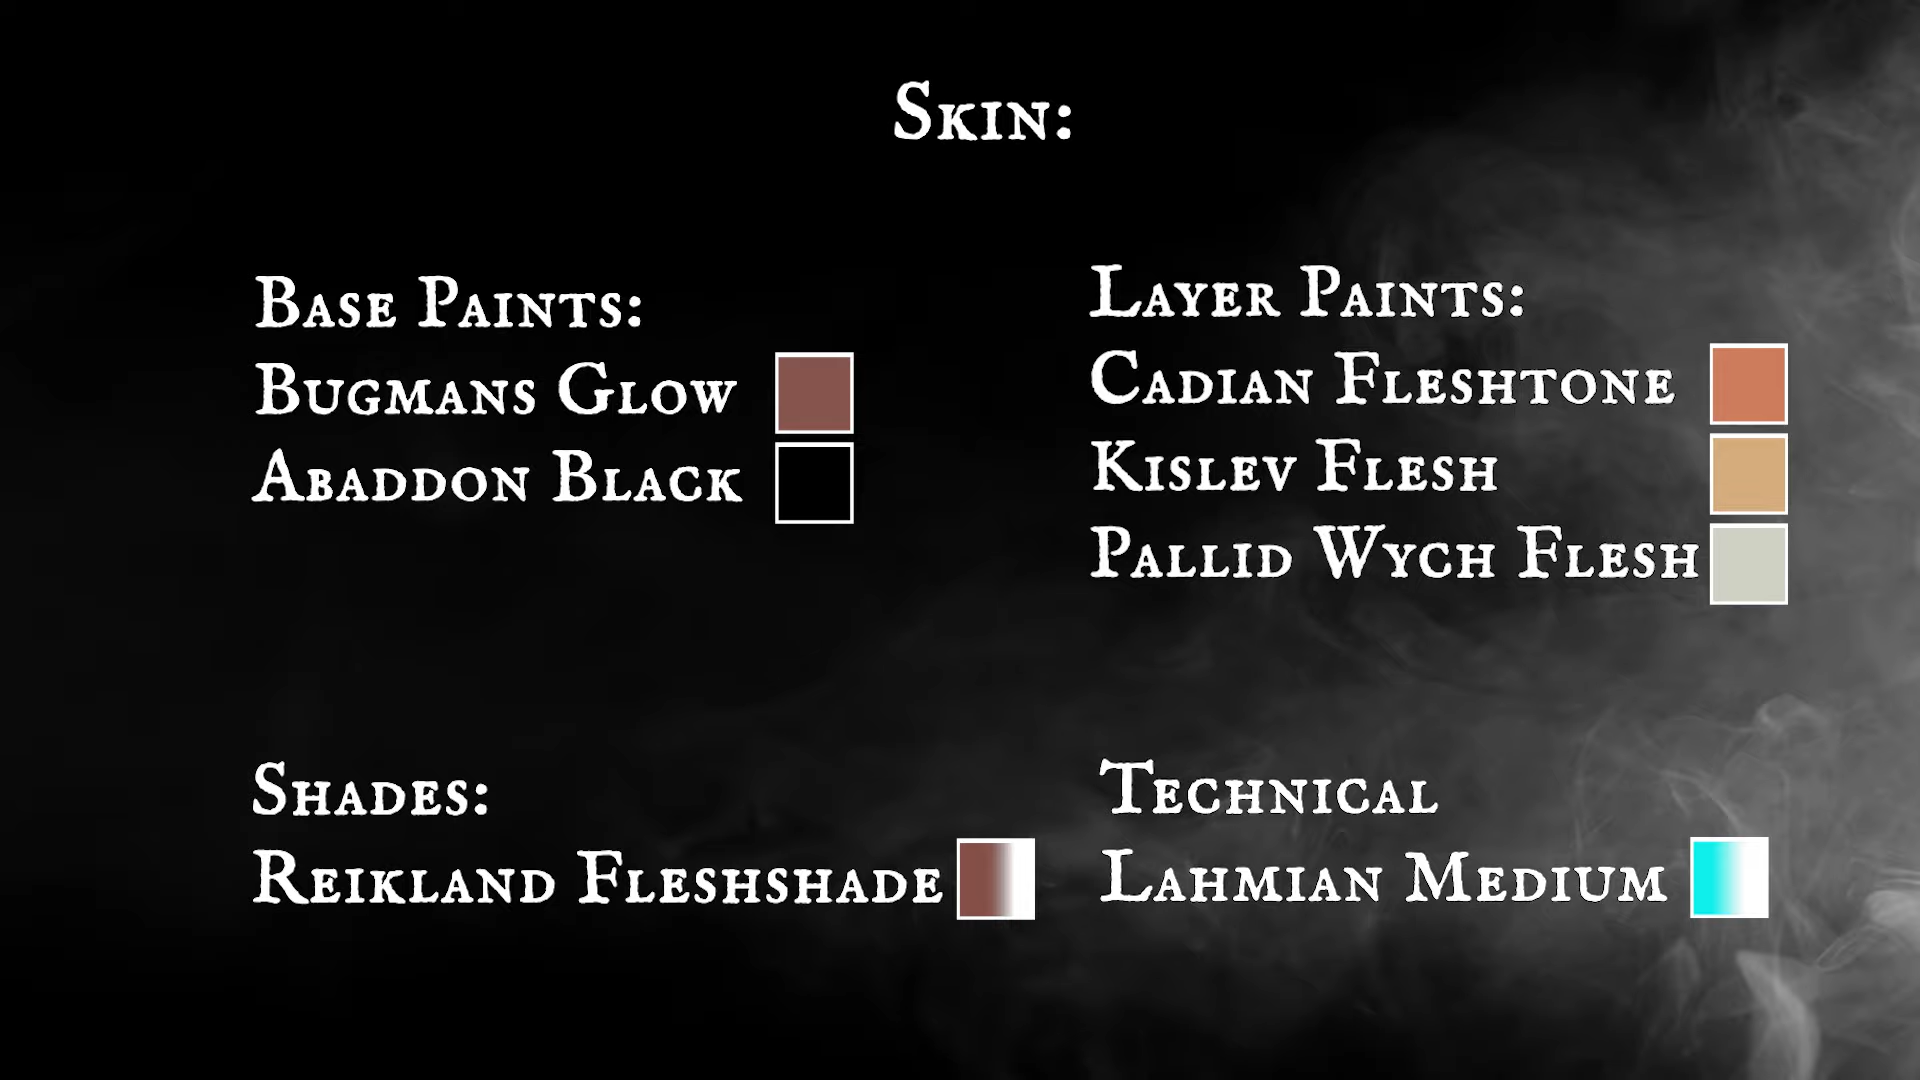 Skin:
Base Paints:
Bugmans Glow
Abaddon Black
Layer Paints:
Cadian Fleshtone
Kislev Flesh
Pallid Wych Flesh
Shades:
Reikland Fleshshade
Technical
Lahmian Medium